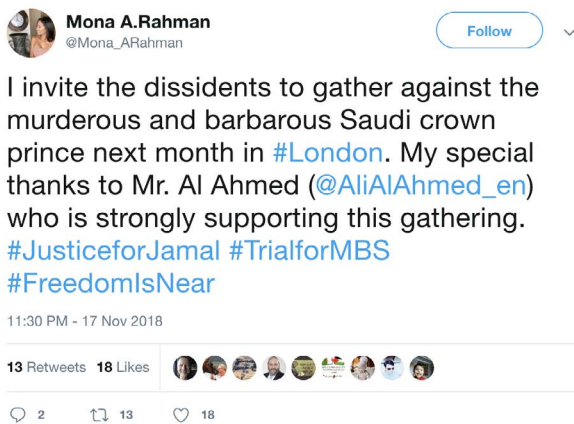 Mona A.Rahman
@Mona_ARahman
Follow
I invite the dissidents to gather against the
murderous and barbarous Saudi crown
prince next month in #London. My special
thanks to Mr. Al Ahmed (@AliAlAhmed_en)
who is strongly supporting this gathering.
#JusticeforJamal #TrialforMBS
#FreedomIsNear
11:30 PM - 17 Nov 2018
13 Retweets 18 Likes
2 13 18